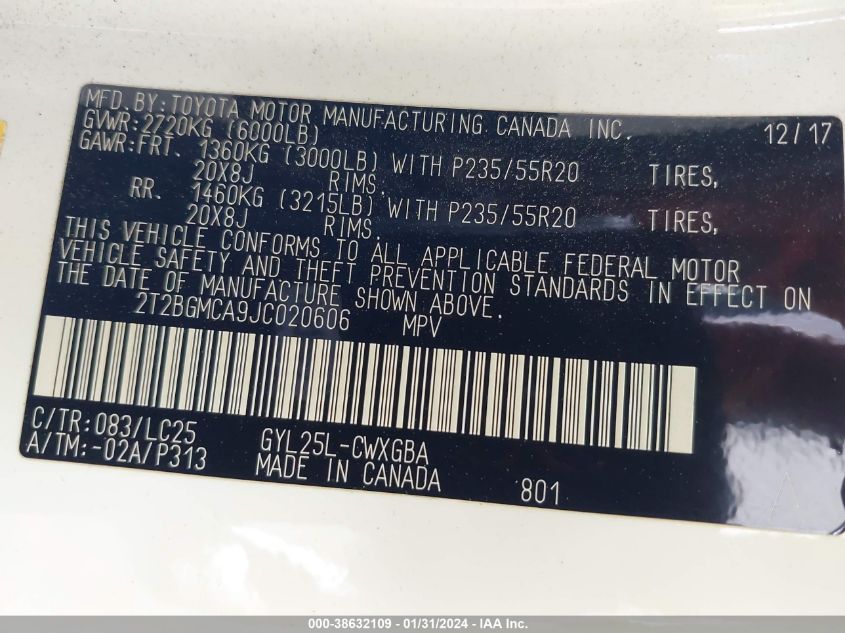 MFD. BY: TOYOTA MOTOR MANUFACTURING CANADA INC. 12/17
GVWR: 2720KG (6000LB)
GAWR: FRT. 1360KG (3000LB) WITH P235/55R20 TIRES,
20X8J RIMS.
RR. 1460KG (3215LB) WITH P235/55R20 TIRES,
20X8J RIMS.
THIS VEHICLE CONFORMS TO ALL APPLICABLE FEDERAL MOTOR
VEHICLE SAFETY AND THEFT PREVENTION STANDARDS IN EFFECT ON
THE DATE OF MANUFACTURE SHOWN ABOVE.
2T2BGMCA9JC020606 MPV
C/TR: 083/LC25 GYL25L-CWXGBA
A/TM: -02A/P313 MADE IN CANADA 801
A
000-38632109 - 01/31/2024 - IAA Inc.